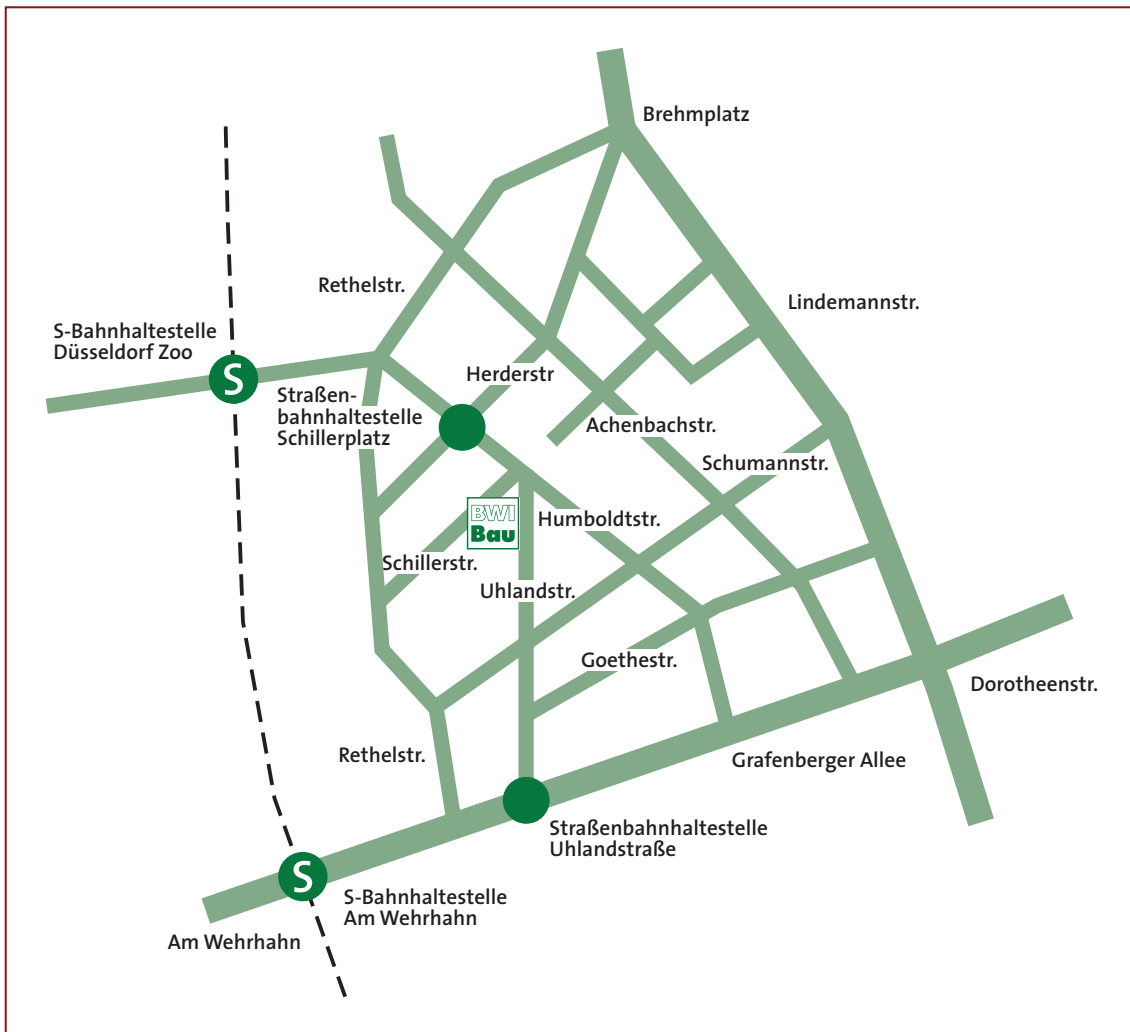 Brehmplatz
Rethelstr.
Lindemannstr.
S-Bahnhaltestelle
Düsseldorf Zoo
S
Herderstr
Straßen-
bahnhaltestelle
Schillerplatz
Achenbachstr.
Schumannstr.
BWI
Bau
Humboldtstr.
Schillerstr.
Uhlandstr.
Goethestr.
Dorotheenstr.
Rethelstr.
Grafenberger Allee
Straßenbahnhaltestelle
Uhlandstraße
S
S-Bahnhaltestelle
Am Wehrhahn
Am Wehrhahn